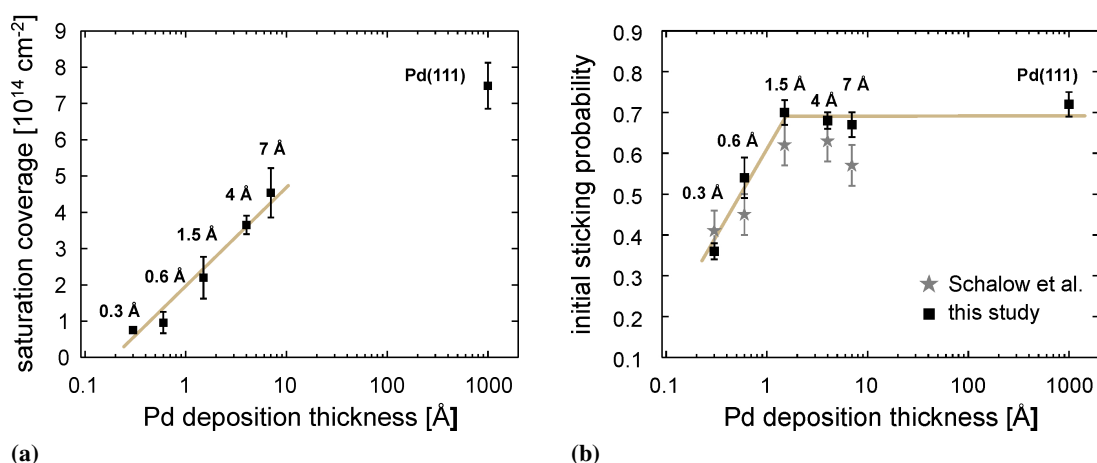 9
8
7
6
5
4
3
2
1
0
saturation coverage [10¹⁴ cm⁻²]
0.3 Å
0.6 Å
1.5 Å
4 Å
7 Å
Pd(111)
0.1 1 10 100 1000
Pd deposition thickness [Å]
(a)
0.9
0.8
0.7
0.6
0.5
0.4
0.3
0.2
0.1
initial sticking probability
0.3 Å
0.6 Å
1.5 Å
4 Å
7 Å
Pd(111)
Schalow et al.
this study
0.1 1 10 100 1000
Pd deposition thickness [Å]
(b)